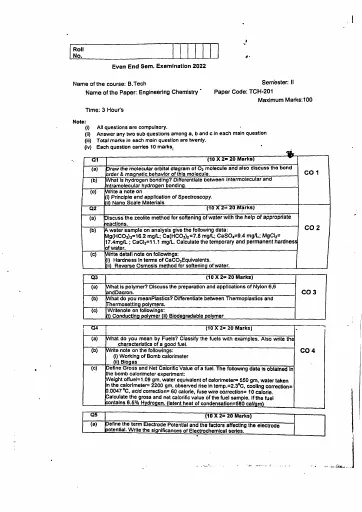 Roll
No.
Even End Sem. Examination 2022
Name of the course: B.Tech Semester: II
Name of the Paper: Engineering Chemistry Paper Code: TCH-201
Maximum Marks:100
Time: 3 Hour's
Note:
(i) All questions are compulsory.
(ii) Answer any two sub questions among a, b and c in each main question
(iii) Total marks in each main question are twenty.
(iv) Each question carries 10 marks.
Q1 (10 X 2= 20 Marks)
(a) Draw the molecular orbital diagram of O₂ molecule and also discuss the bond
order & magnetic behavior of this molecule. CO 1
(b) What is hydrogen bonding? Differentiate between intermolecular and
intramolecular hydrogen bonding
(c) Write a note on
(i) Principle and application of Spectroscopy.
(ii) Nano Scale Materials
Q2 (10 X 2= 20 Marks)
(a) Discuss the zeolite method for softening of water with the help of appropriate
reactions. CO 2
(b) A water sample on analysis give the following data:
Mg(HCO₃)₂=16.2 mg/L; Ca(HCO₃)₂=7.8 mg/L; CaSO₄=9.4 mg/L; MgCl₂=
17.4mg/L ; CaCl₂=11.1 mg/L. Calculate the temporary and permanent hardness
of water.
(c) Write detail note on followings:
(i) Hardness in terms of CaCO₃Equivalents.
(ii) Reverse Osmosis method for softening of water.
Q3 (10 X 2= 20 Marks)
(a) What is polymer? Discuss the preparation and applications of Nylon 6,6
andDacron. CO 3
(b) What do you meanPlastics? Differentiate between Thermoplastics and
Thermosetting polymers.
(c) Writenote on followings:
(i) Conducting polymer (ii) Biodegradable polymer
Q4 (10 X 2= 20 Marks)
(a) What do you mean by Fuels? Classify the fuels with examples. Also write the
characteristics of a good fuel.
(b) Write note on the followings: CO 4
(i) Working of Bomb calorimeter
(ii) Biogas
(c) Define Gross and Net Calorific Value of a fuel. The following data is obtained in
the bomb calorimeter experiment:
Weight offuel=1.09 gm, water equivalent of calorimeter= 550 gm, water taken
in the calorimeter= 2200 gm, observed rise in temp.=2.3°C, cooling correction=
0.0047 °C, acid correction= 50 calorie, fuse wire correction= 10 calorie.
Calculate the gross and net calorific value of the fuel sample. If the fuel
contains 6.5% Hydrogen. (latent heat of condensation=580 cal/gm)
Q5 (10 X 2= 20 Marks)
(a) Define the term Electrode Potential and the factors affecting the electrode
potential. Write the significances of Electrochemical series.